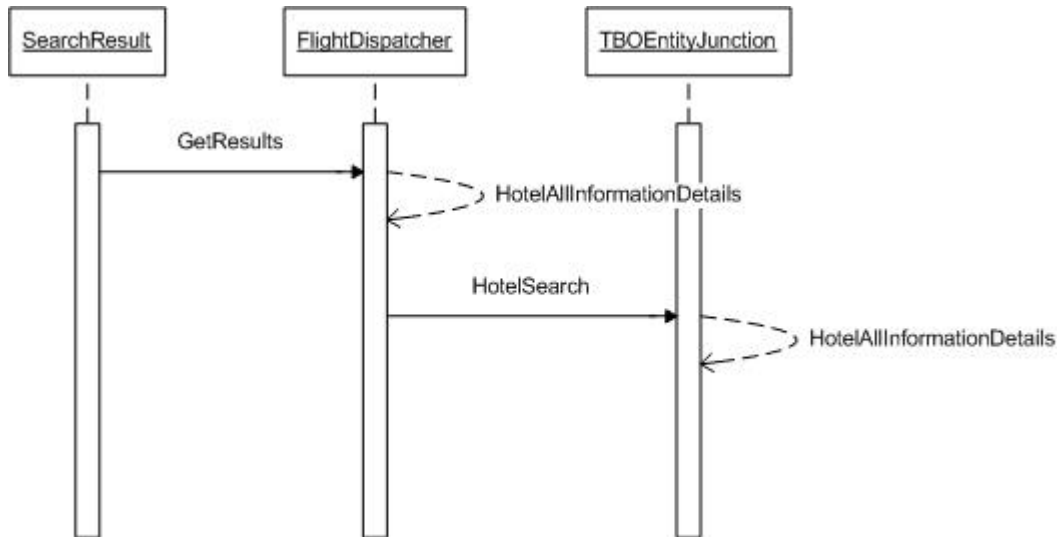 SearchResult
FlightDispatcher
TBOEntityJunction
GetResults
HotelAllInformationDetails
HotelSearch
HotelAllInformationDetails